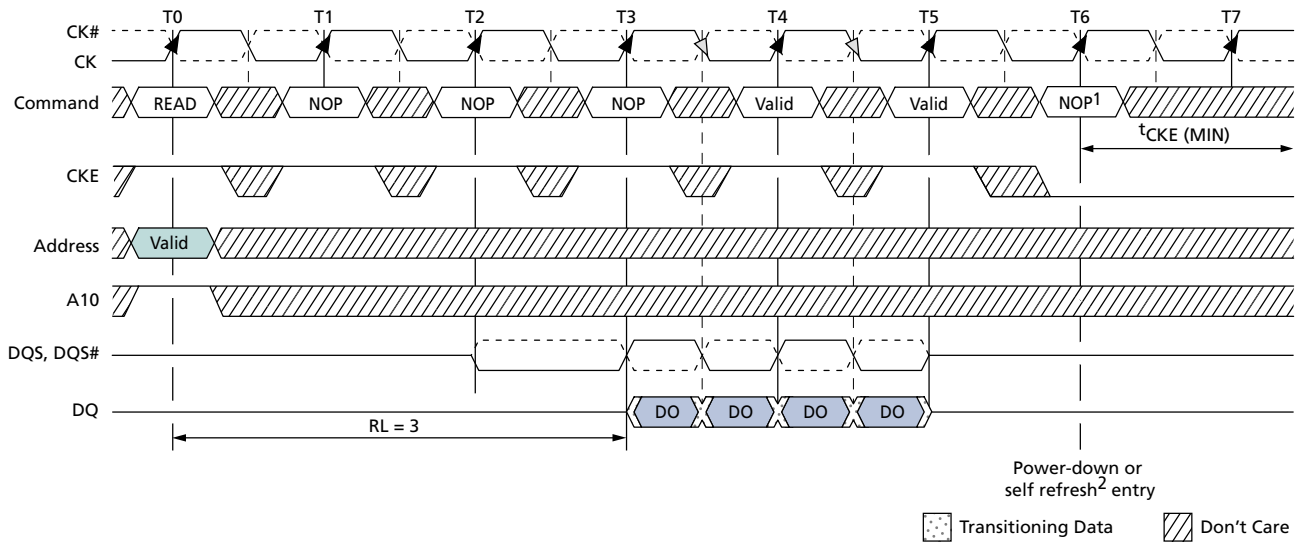 T0 T1 T2 T3 T4 T5 T6 T7
CK#
CK
Command READ NOP NOP NOP Valid Valid NOP1
tCKE (MIN)
CKE
Address Valid
A10
DQS, DQS#
DQ DO DO DO DO
RL = 3
Power-down or
self refresh2 entry
Transitioning Data Don't Care